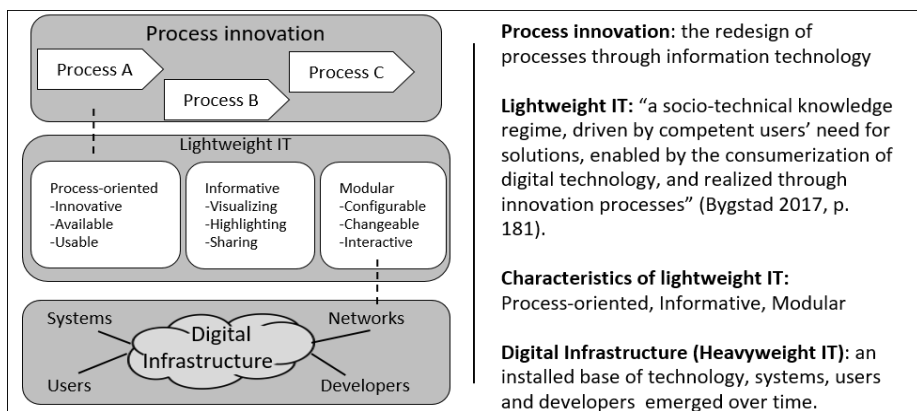 Process innovation
Process A
Process B
Process C
Lightweight IT
Process-oriented
-Innovative
-Available
-Usable
Informative
-Visualizing
-Highlighting
-Sharing
Modular
-Configurable
-Changeable
-Interactive
Systems
Digital
Infrastructure
Networks
Users
Developers
Process innovation: the redesign of
processes through information technology
Lightweight IT: “a socio-technical knowledge
regime, driven by competent users’ need for
solutions, enabled by the consumerization of
digital technology, and realized through
innovation processes” (Bygstad 2017, p.
181).
Characteristics of lightweight IT:
Process-oriented, Informative, Modular
Digital Infrastructure (Heavyweight IT): an
installed base of technology, systems, users
and developers emerged over time.